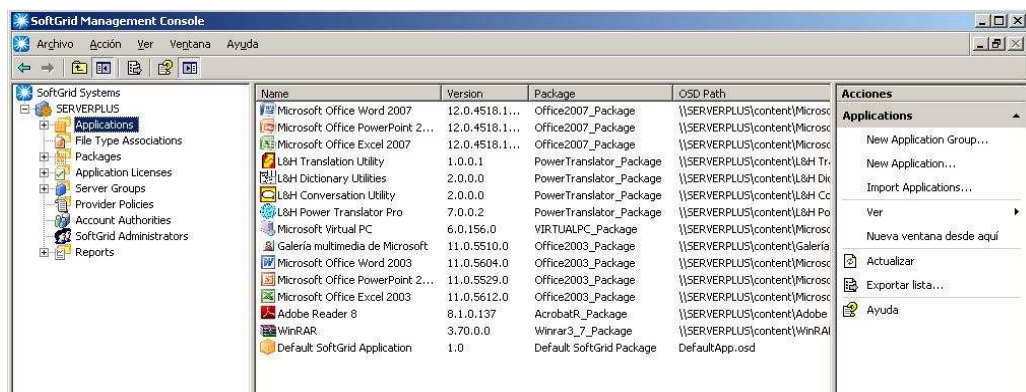 SoftGrid Management Console
Archivo Acción Ver Ventana Ayuda
SoftGrid Systems
SERVERPLUS
Applications
File Type Associations
Packages
Application Licenses
Server Groups
Provider Policies
Account Authorities
SoftGrid Administrators
Reports
Name Version Package OSD Path
Microsoft Office Word 2007 12.0.4518.1... Office2007_Package \\SERVERPLUS\content\Microsc
Microsoft Office PowerPoint 2... 12.0.4518.1... Office2007_Package \\SERVERPLUS\content\Microsc
Microsoft Office Excel 2007 12.0.4518.1... Office2007_Package \\SERVERPLUS\content\Microsc
L&H Translation Utility 1.0.0.1 PowerTranslator_Package \\SERVERPLUS\content\L&H Tr
L&H Dictionary Utilities 2.0.0.0 PowerTranslator_Package \\SERVERPLUS\content\L&H Dic
L&H Conversation Utility 2.0.0.0 PowerTranslator_Package \\SERVERPLUS\content\L&H Cc
L&H Power Translator Pro 7.0.0.2 PowerTranslator_Package \\SERVERPLUS\content\L&H Po
Microsoft Virtual PC 6.0.156.0 VIRTUALPC_Package \\SERVERPLUS\content\Microsc
Galería multimedia de Microsoft 11.0.5510.0 Office2003_Package \\SERVERPLUS\content\Galería
Microsoft Office Word 2003 11.0.5604.0 Office2003_Package \\SERVERPLUS\content\Microsc
Microsoft Office PowerPoint 2... 11.0.5529.0 Office2003_Package \\SERVERPLUS\content\Microsc
Microsoft Office Excel 2003 11.0.5612.0 Office2003_Package \\SERVERPLUS\content\Microsc
Adobe Reader 8 8.1.0.137 AcrobatR_Package \\SERVERPLUS\content\Adobe
WinRAR 3.70.0.0 Winrar3_7_Package \\SERVERPLUS\content\WinRAI
Default SoftGrid Application 1.0 Default SoftGrid Package DefaultApp.osd
Acciones
Applications
New Application Group...
New Application...
Import Applications...
Ver
Nueva ventana desde aquí
Actualizar
Exportar lista...
Ayuda